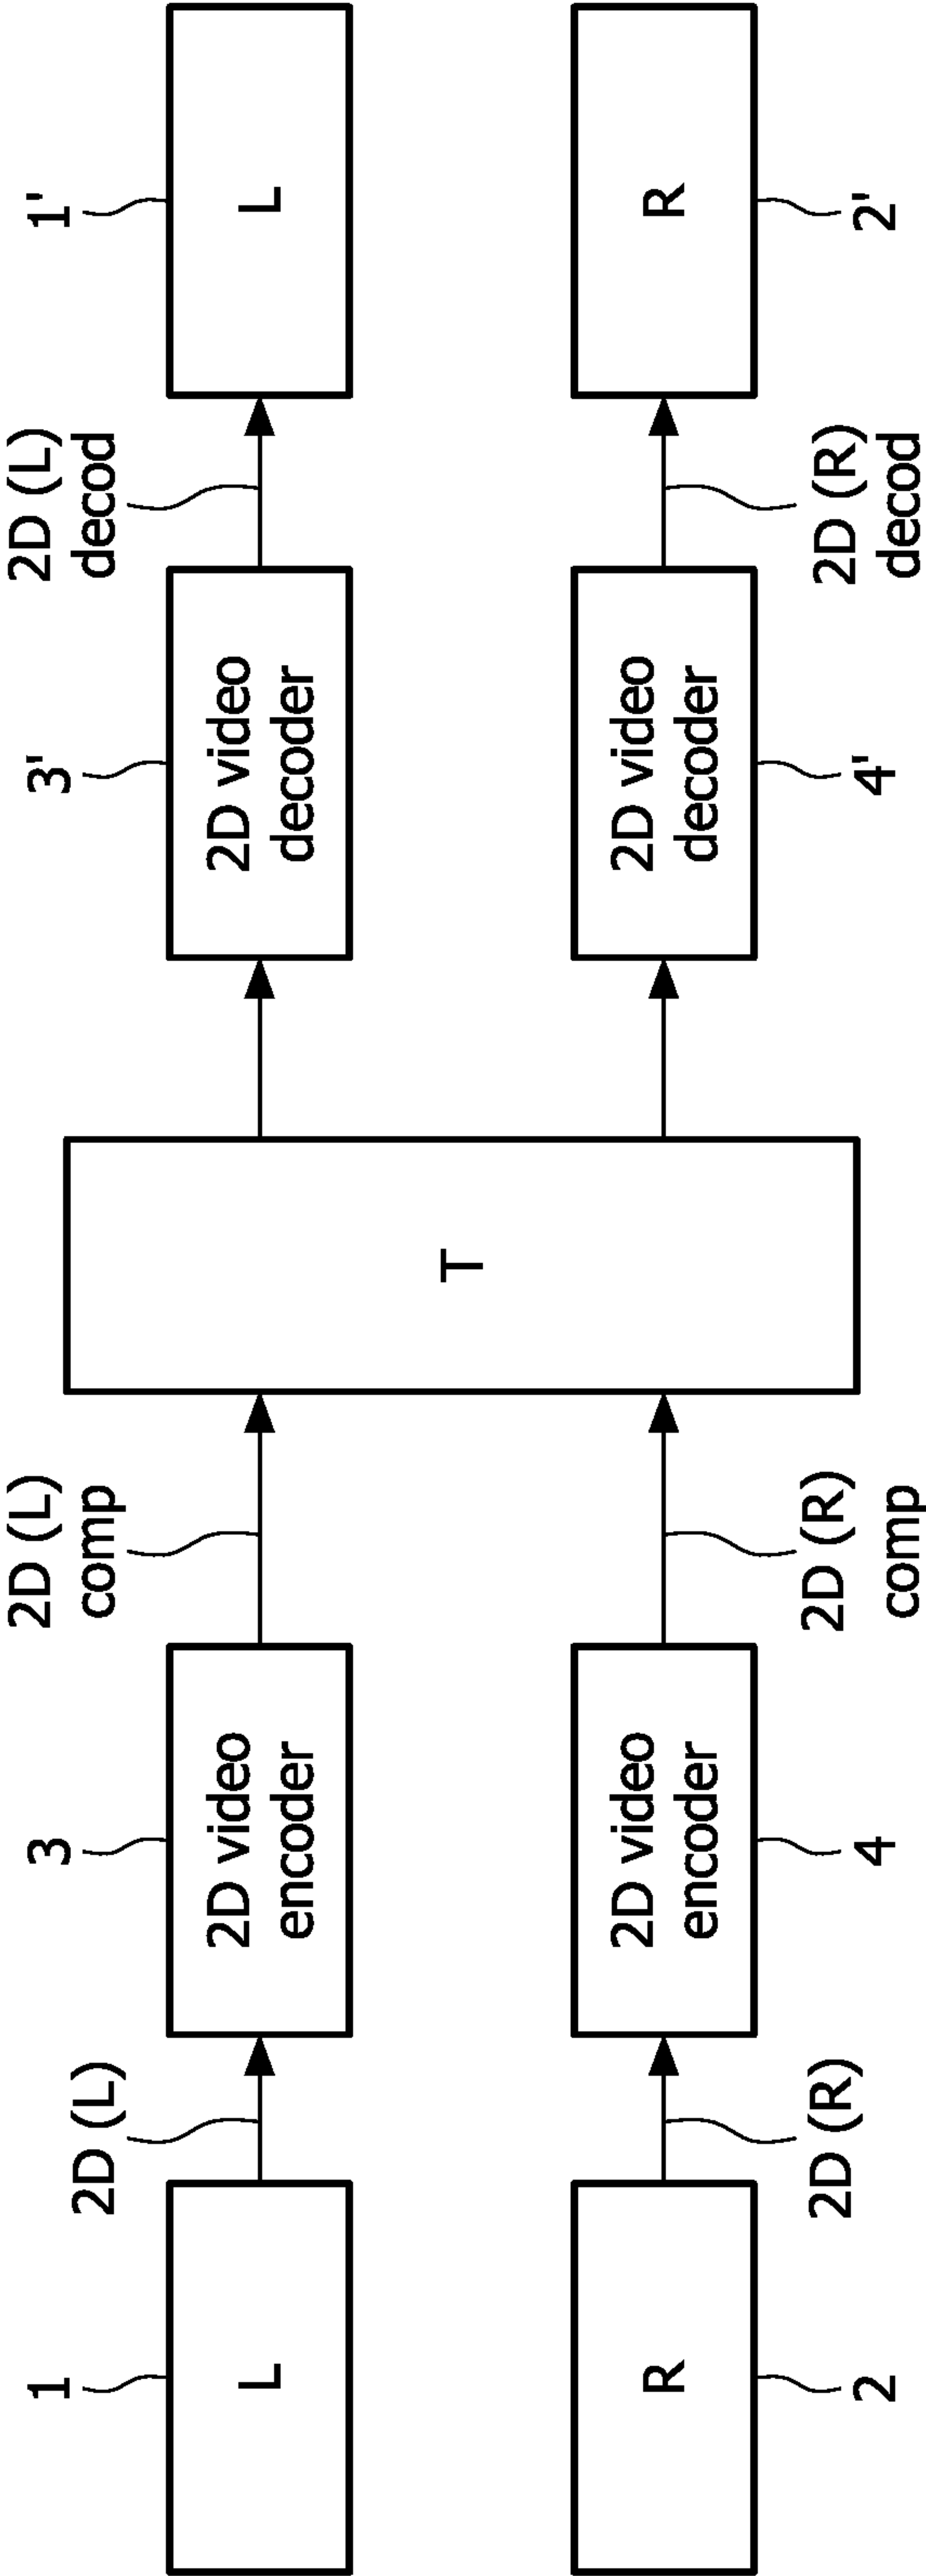 1
3
3'
1'
2D (L)
2D (L)
comp
2D (L)
decod
L
2D video
encoder
2D video
decoder
L
T
R
2D video
encoder
2D video
decoder
R
2D (R)
2D (R)
comp
2D (R)
decod
2
4
4'
2'